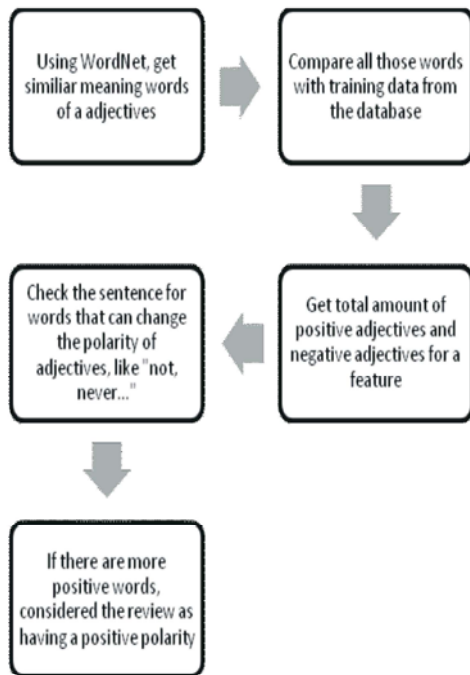 Using WordNet, get
similiar meaning words
of a adjectives
Compare all those words
with training data from
the database
Get total amount of
positive adjectives and
negative adjectives for a
feature
Check the sentence for
words that can change
the polarity of
adjectives, like "not,
never..."
If there are more
positive words,
considered the review as
having a positive polarity